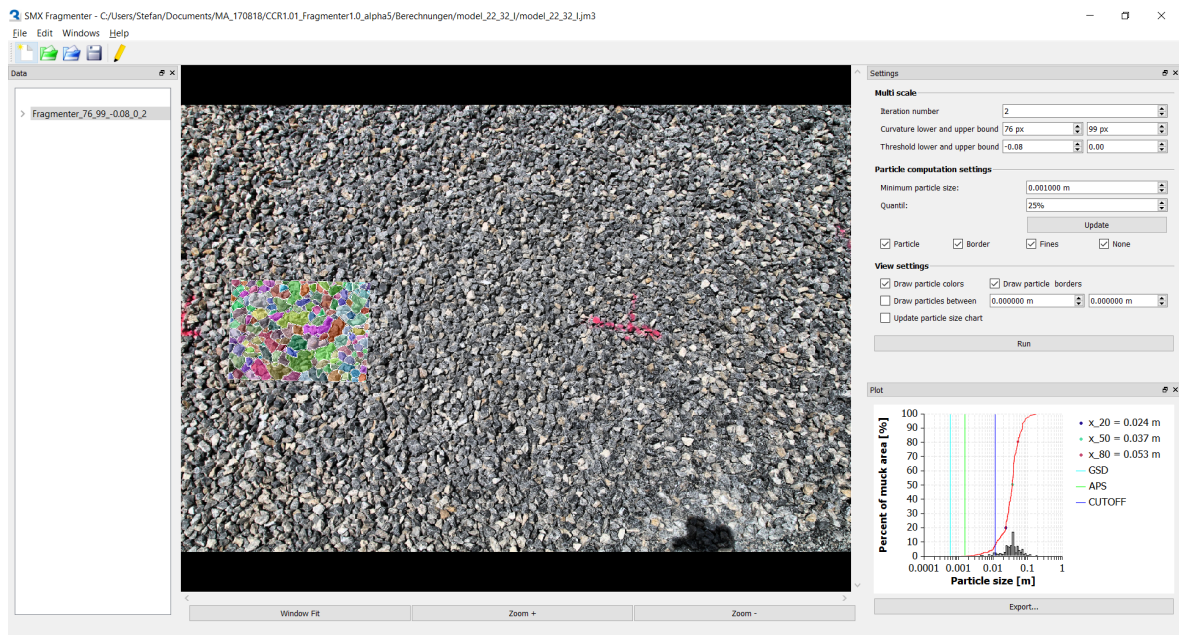 SMX Fragmenter - C:/Users/Stefan/Documents/MA_170818/CCR1.01_Fragmenter1.0_alpha5/Berechnungen/model_22_32_I/model_22_32_I.jm3
File Edit Windows Help
Data
Fragmenter_76_99_-0.08_0_2
Window Fit Zoom + Zoom -
Settings
Multi scale
Iteration number 2
Curvature lower and upper bound 76 px 99 px
Threshold lower and upper bound -0.08 0.00
Particle computation settings
Minimum particle size: 0.001000 m
Quantil: 25%
Update
Particle Border Fines None
View settings
Draw particle colors Draw particle borders
Draw particles between 0.000000 m 0.000000 m
Update particle size chart
Run
Plot
Percent of muck area [%]
100
90
80
70
60
50
40
30
20
10
0
0.0001 0.001 0.01 0.1 1
Particle size [m]
x_20 = 0.024 m
x_50 = 0.037 m
x_80 = 0.053 m
GSD
APS
CUTOFF
Export...